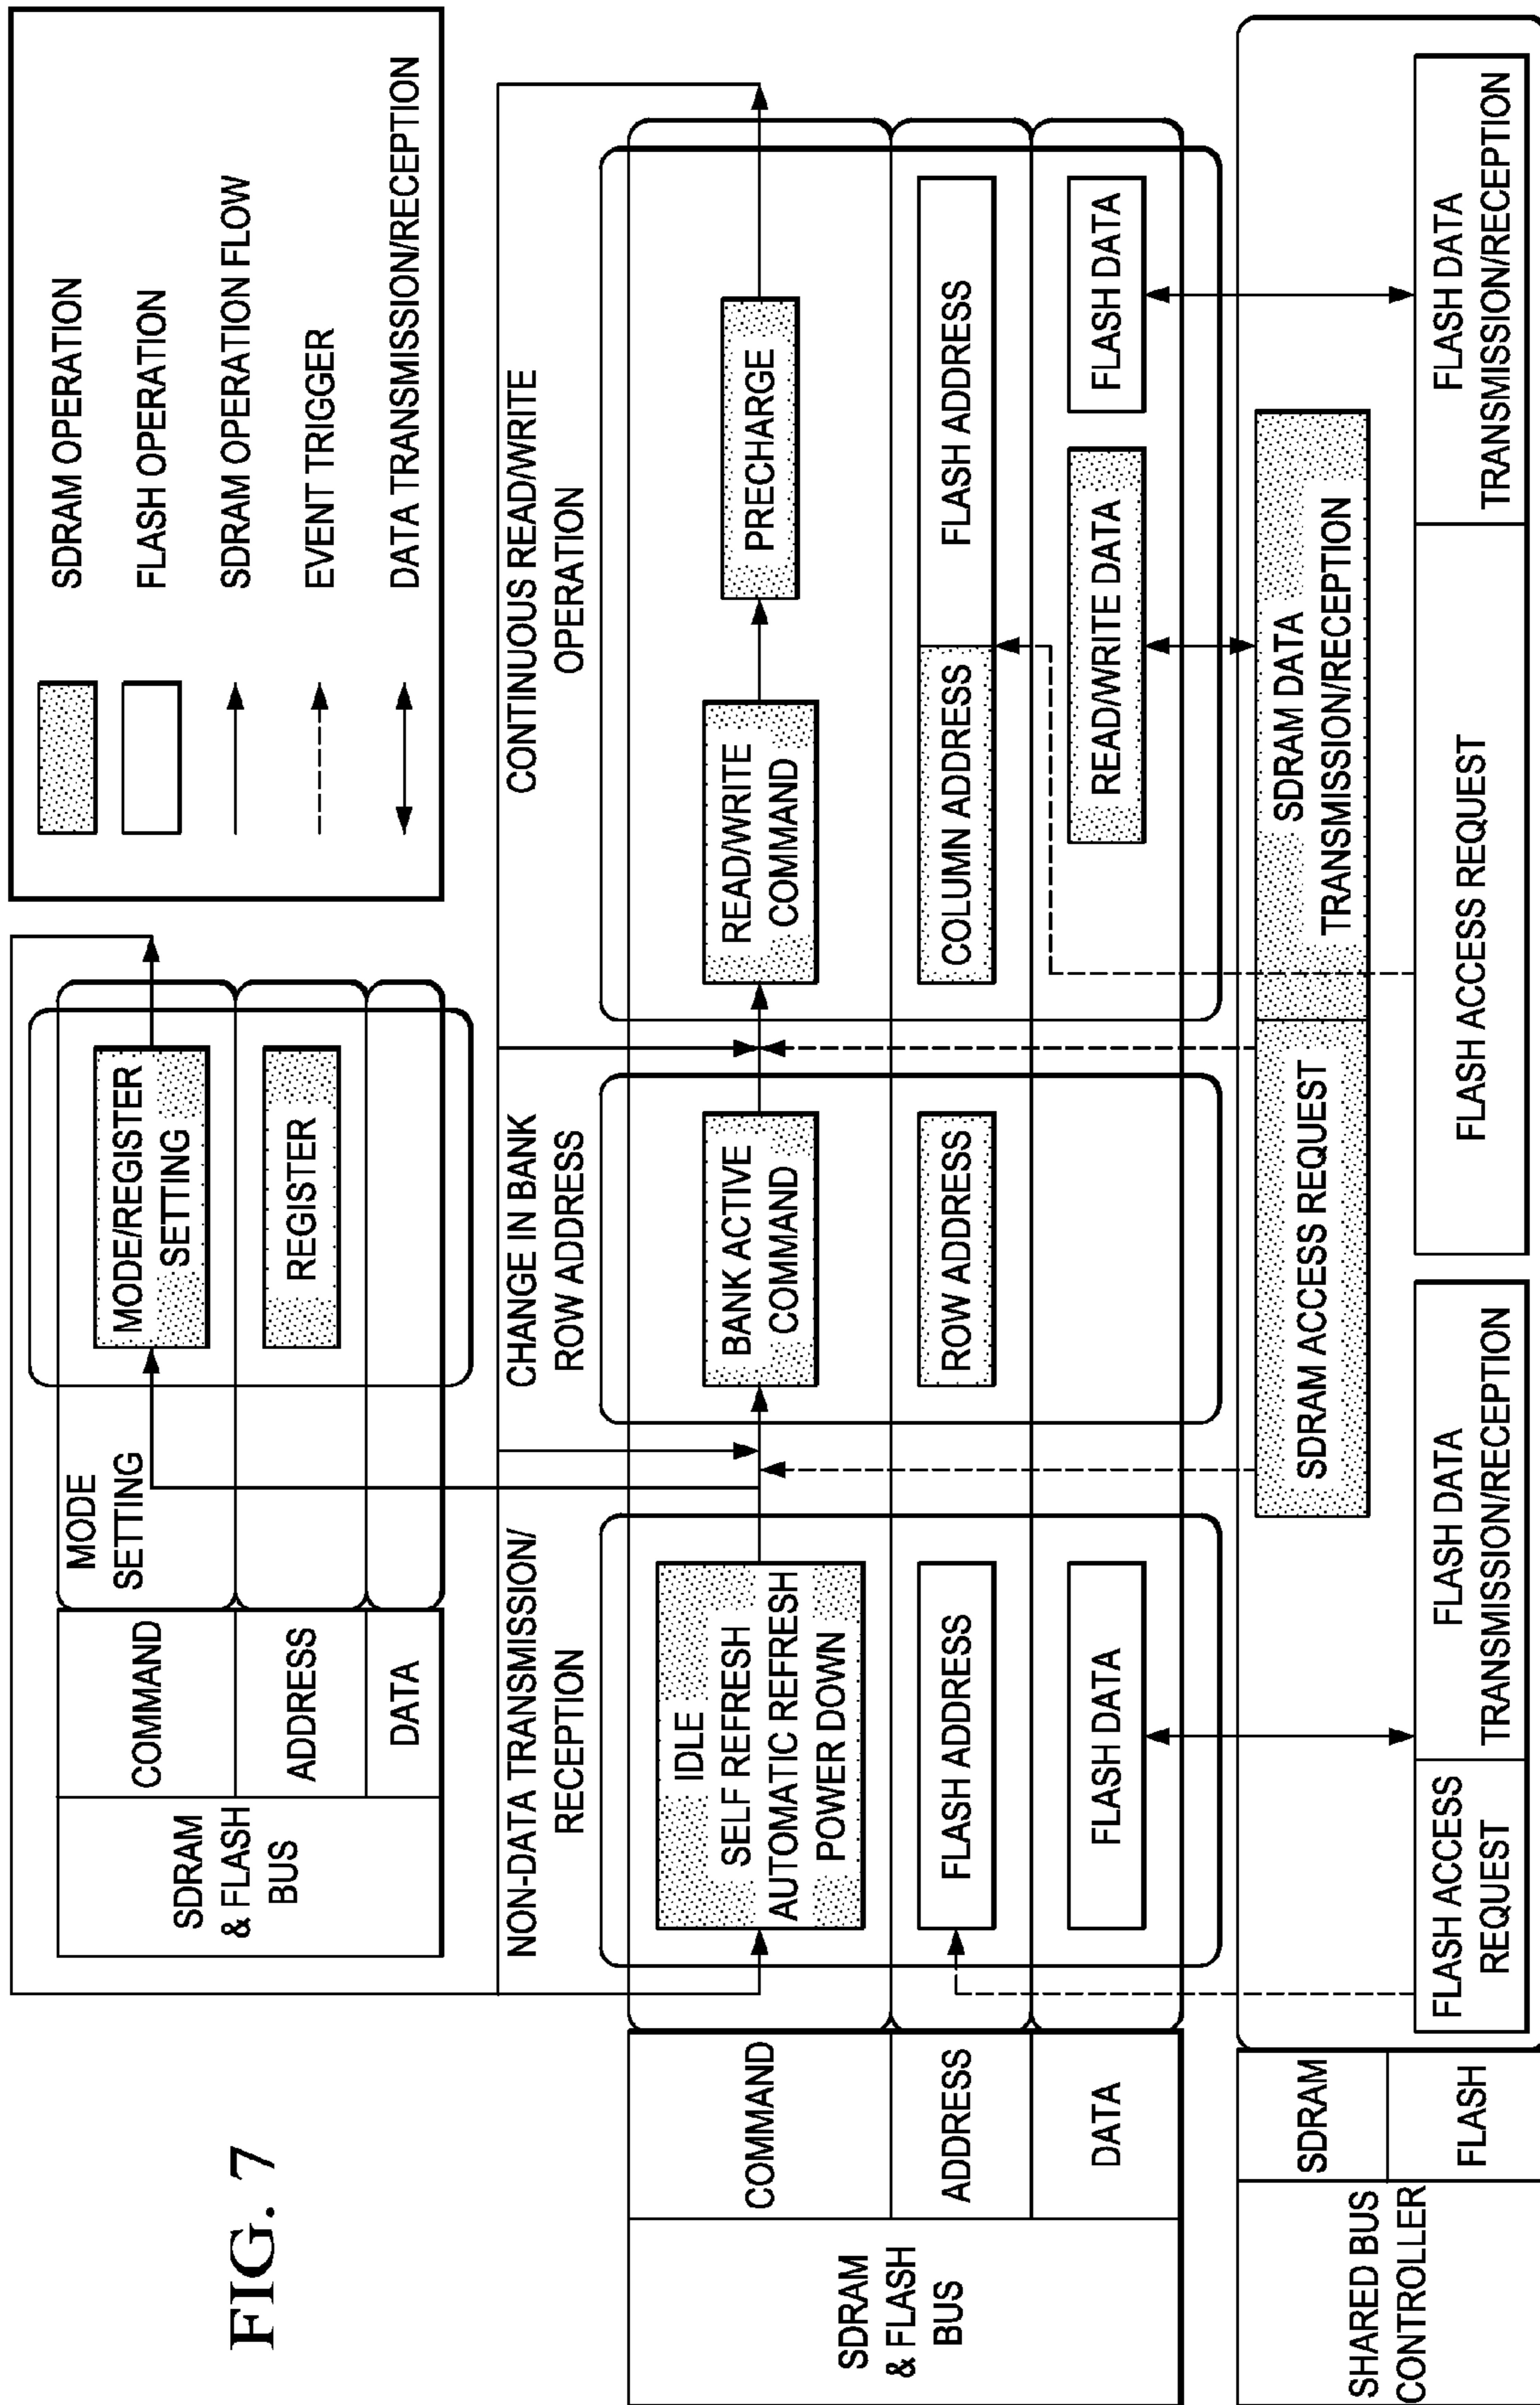 FIG. 7
SDRAM
& FLASH
BUS
COMMAND
ADDRESS
DATA
MODE
SETTING
MODE/REGISTER
SETTING
REGISTER
SDRAM OPERATION
FLASH OPERATION
SDRAM OPERATION FLOW
EVENT TRIGGER
DATA TRANSMISSION/RECEPTION
NON-DATA TRANSMISSION/
RECEPTION
CHANGE IN BANK
ROW ADDRESS
CONTINUOUS READ/WRITE
OPERATION
SDRAM
& FLASH
BUS
COMMAND
ADDRESS
DATA
IDLE
SELF REFRESH
AUTOMATIC REFRESH
POWER DOWN
FLASH ADDRESS
FLASH DATA
BANK ACTIVE
COMMAND
ROW ADDRESS
READ/WRITE
COMMAND
PRECHARGE
COLUMN ADDRESS
FLASH ADDRESS
READ/WRITE DATA
FLASH DATA
SHARED BUS
CONTROLLER
SDRAM
FLASH
SDRAM ACCESS REQUEST
SDRAM DATA
TRANSMISSION/RECEPTION
FLASH ACCESS
REQUEST
FLASH DATA
TRANSMISSION/RECEPTION
FLASH ACCESS REQUEST
FLASH DATA
TRANSMISSION/RECEPTION